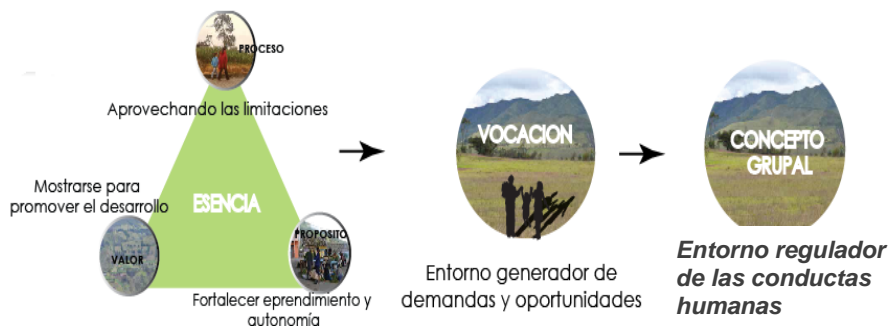 PROCESO
Aprovechando las limitaciones
Mostrarse para
promover el desarrollo
ESENCIA
VALOR
PROPOSITO
Fortalecer eprendimiento y
autonomía
VOCACION
Entorno generador de
demandas y oportunidades
CONCEPTO
GRUPAL
Entorno regulador
de las conductas
humanas